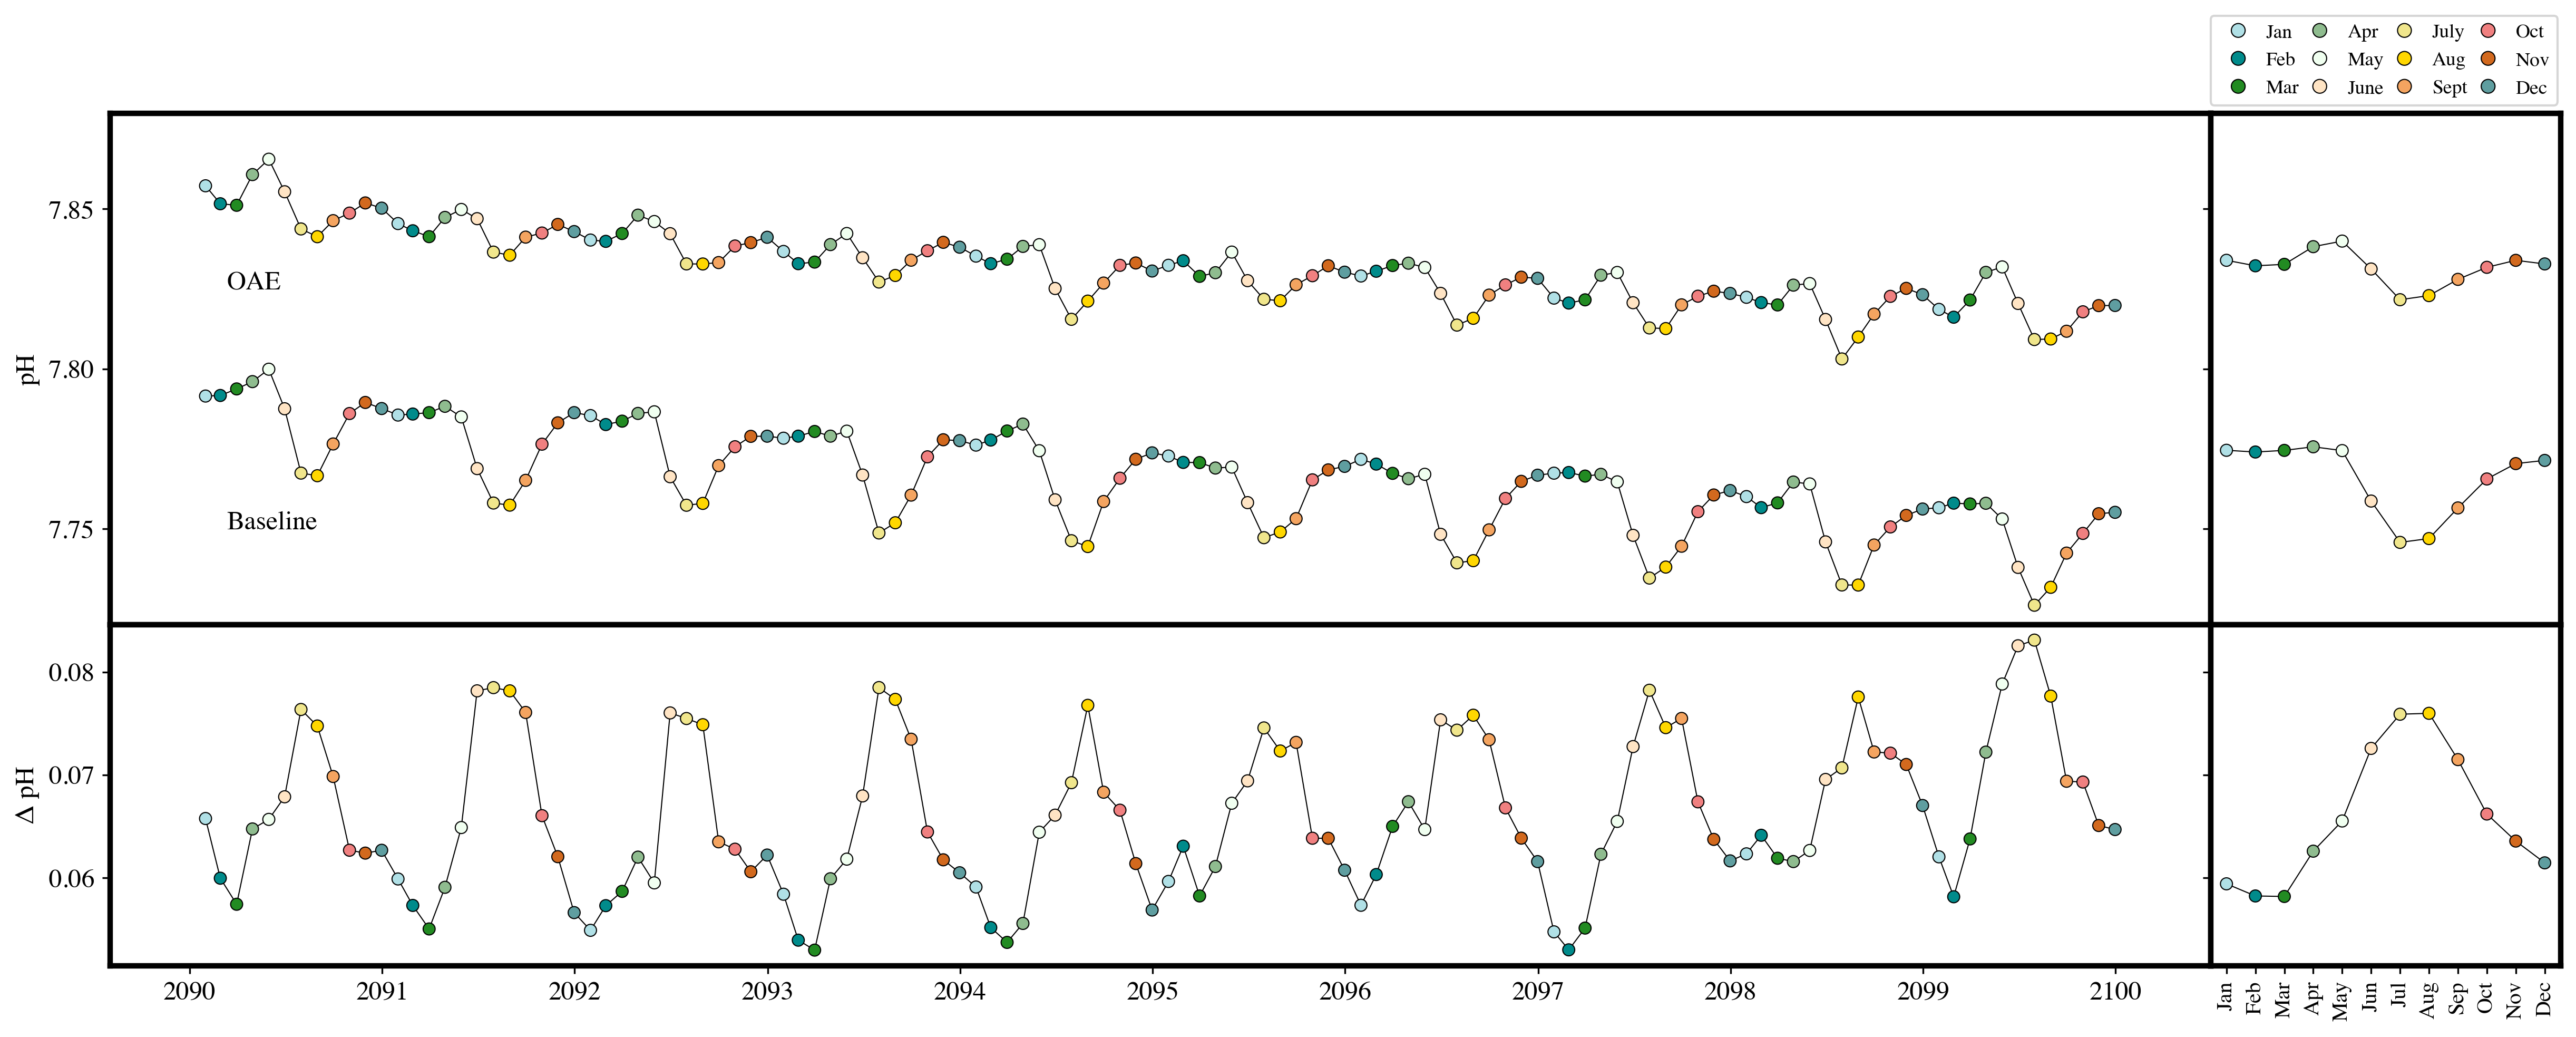 Jan Apr July Oct
Feb May Aug Nov
Mar June Sept Dec
7.85
OAE
7.80
pH
7.75
Baseline
0.08
0.07
Δ pH
0.06
2090 2091 2092 2093 2094 2095 2096 2097 2098 2099 2100
Jan Feb Mar Apr May Jun Jul Aug Sep Oct Nov Dec